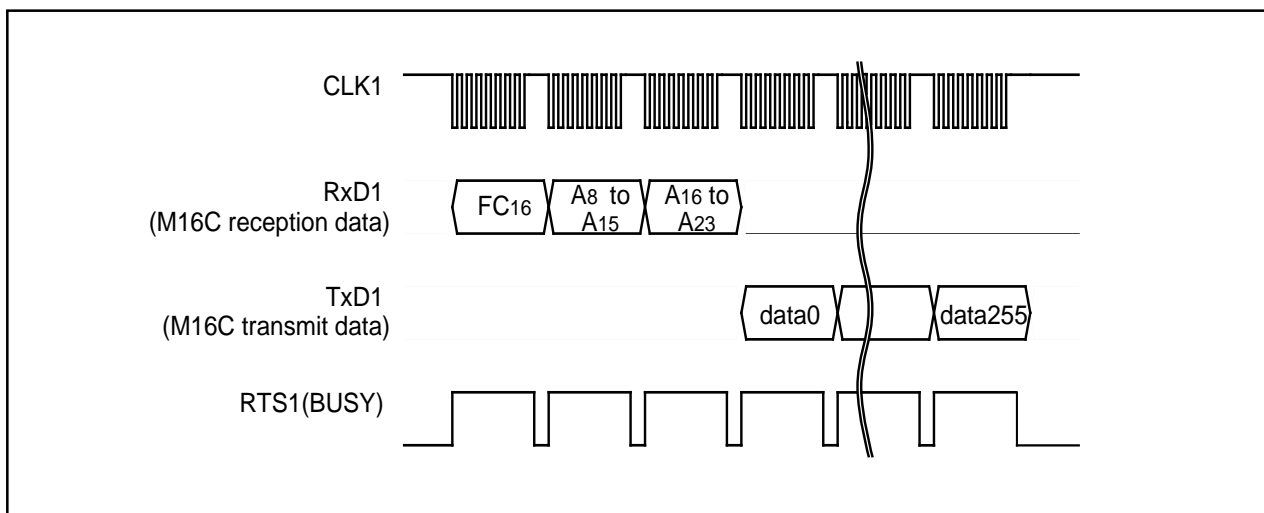 CLK1
RxD1
(M16C reception data)
FC16
A8 to
A15
A16 to
A23
TxD1
(M16C transmit data)
data0
data255
RTS1(BUSY)